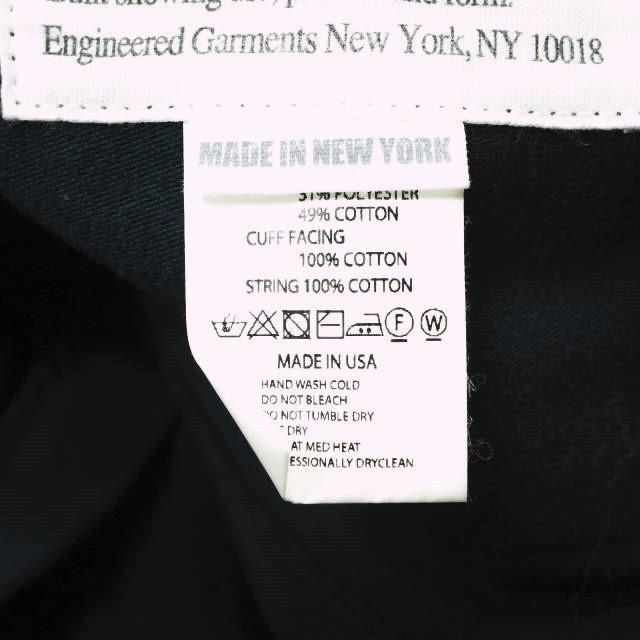 Engineered Garments New York, NY 10018
MADE IN NEW YORK
51% POLYESTER
49% COTTON
CUFF FACING
100% COTTON
STRING 100% COTTON
F W
MADE IN USA
HAND WASH COLD
DO NOT BLEACH
DO NOT TUMBLE DRY
DRY
AT MED HEAT
ESSIONALLY DRYCLEAN